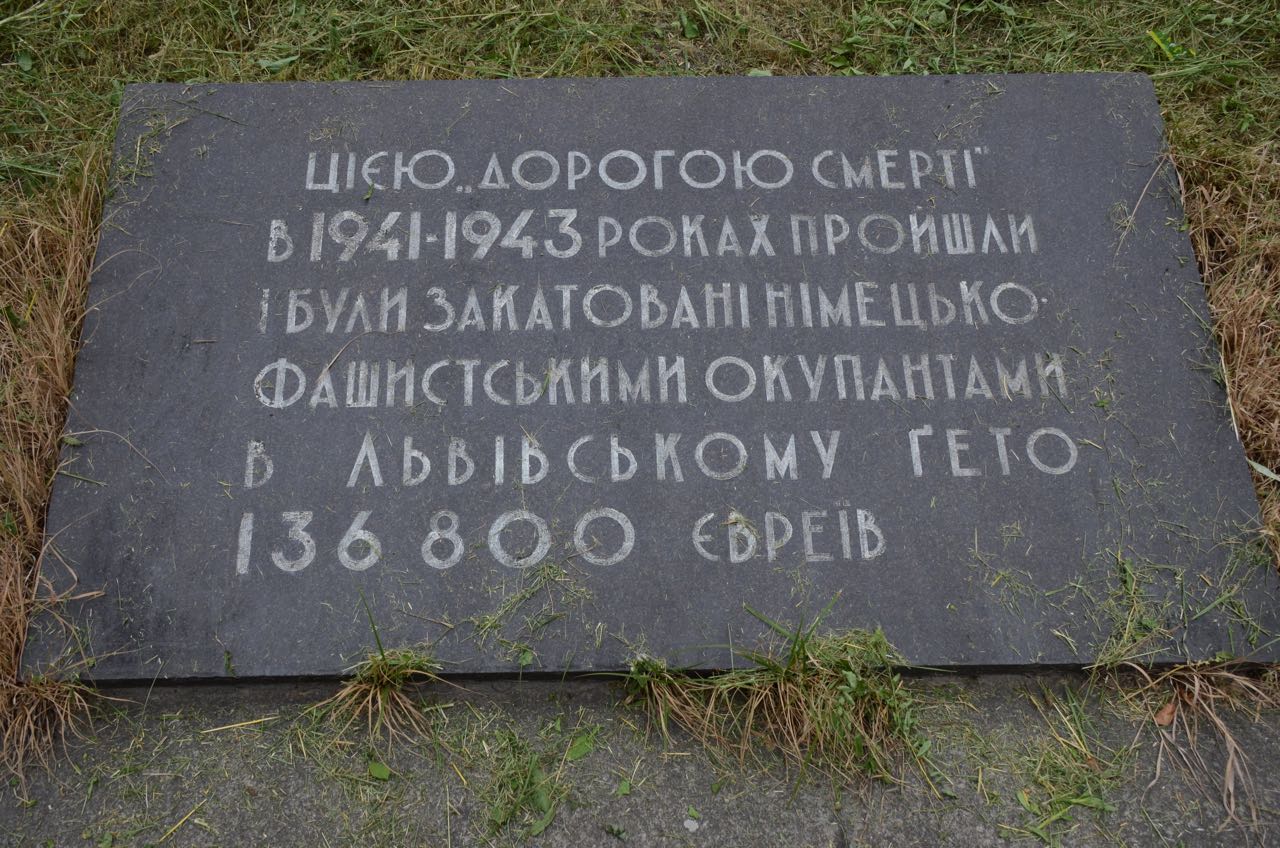 ЦІЄЮ „ДОРОГОЮ СМЕРТІ"
В 1941-1943 РОКАХ ПРОЙШЛИ
І БУЛИ ЗАКАТОВАНІ НІМЕЦЬКО-
ФАШИСТСЬКИМИ ОКУПАНТАМИ
В ЛЬВІВСЬКОМУ ҐЕТО
136 800 ЄВРЕЇВ